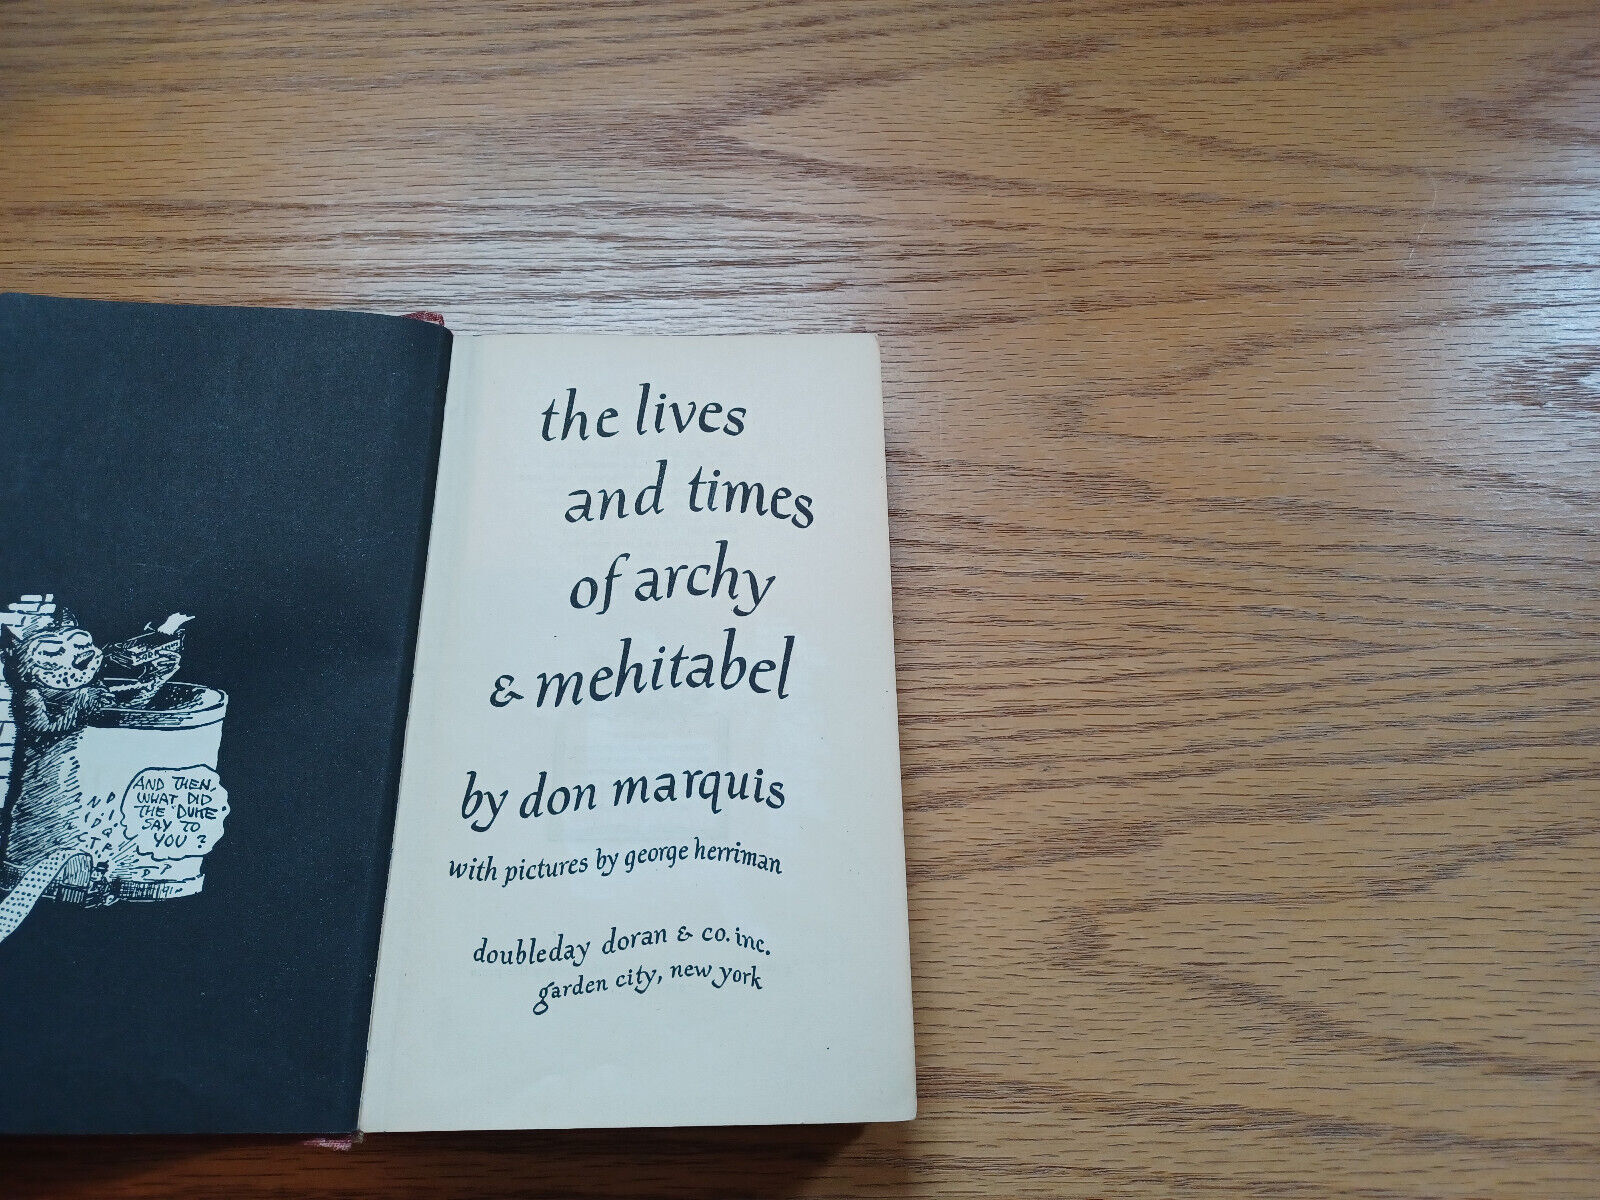 AND THEN,
WHAT DID
THE "DUKE"
SAY TO
YOU?
the lives
and times
of archy
& mehitabel
by don marquis
with pictures by george herriman
doubleday doran & co. inc.
garden city, new york